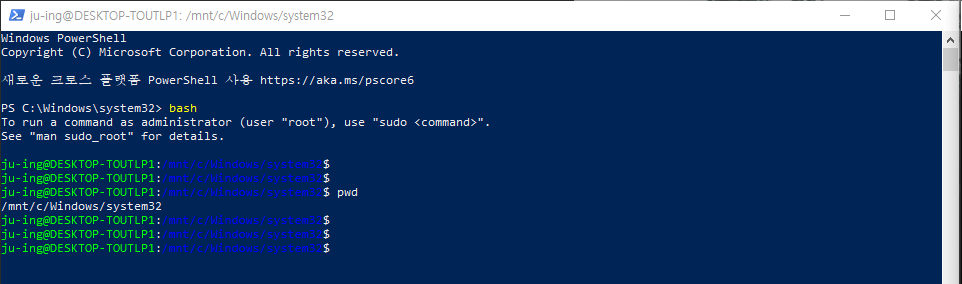 ju-ing@DESKTOP-TOUTLP1: /mnt/c/Windows/system32
Windows PowerShell
Copyright (C) Microsoft Corporation. All rights reserved.
새로운 크로스 플랫폼 PowerShell 사용 https://aka.ms/pscore6
PS C:\Windows\system32> bash
To run a command as administrator (user "root"), use "sudo <command>".
See "man sudo_root" for details.
ju-ing@DESKTOP-TOUTLP1:/mnt/c/Windows/system32$
ju-ing@DESKTOP-TOUTLP1:/mnt/c/Windows/system32$
ju-ing@DESKTOP-TOUTLP1:/mnt/c/Windows/system32$ pwd
/mnt/c/Windows/system32
ju-ing@DESKTOP-TOUTLP1:/mnt/c/Windows/system32$
ju-ing@DESKTOP-TOUTLP1:/mnt/c/Windows/system32$
ju-ing@DESKTOP-TOUTLP1:/mnt/c/Windows/system32$